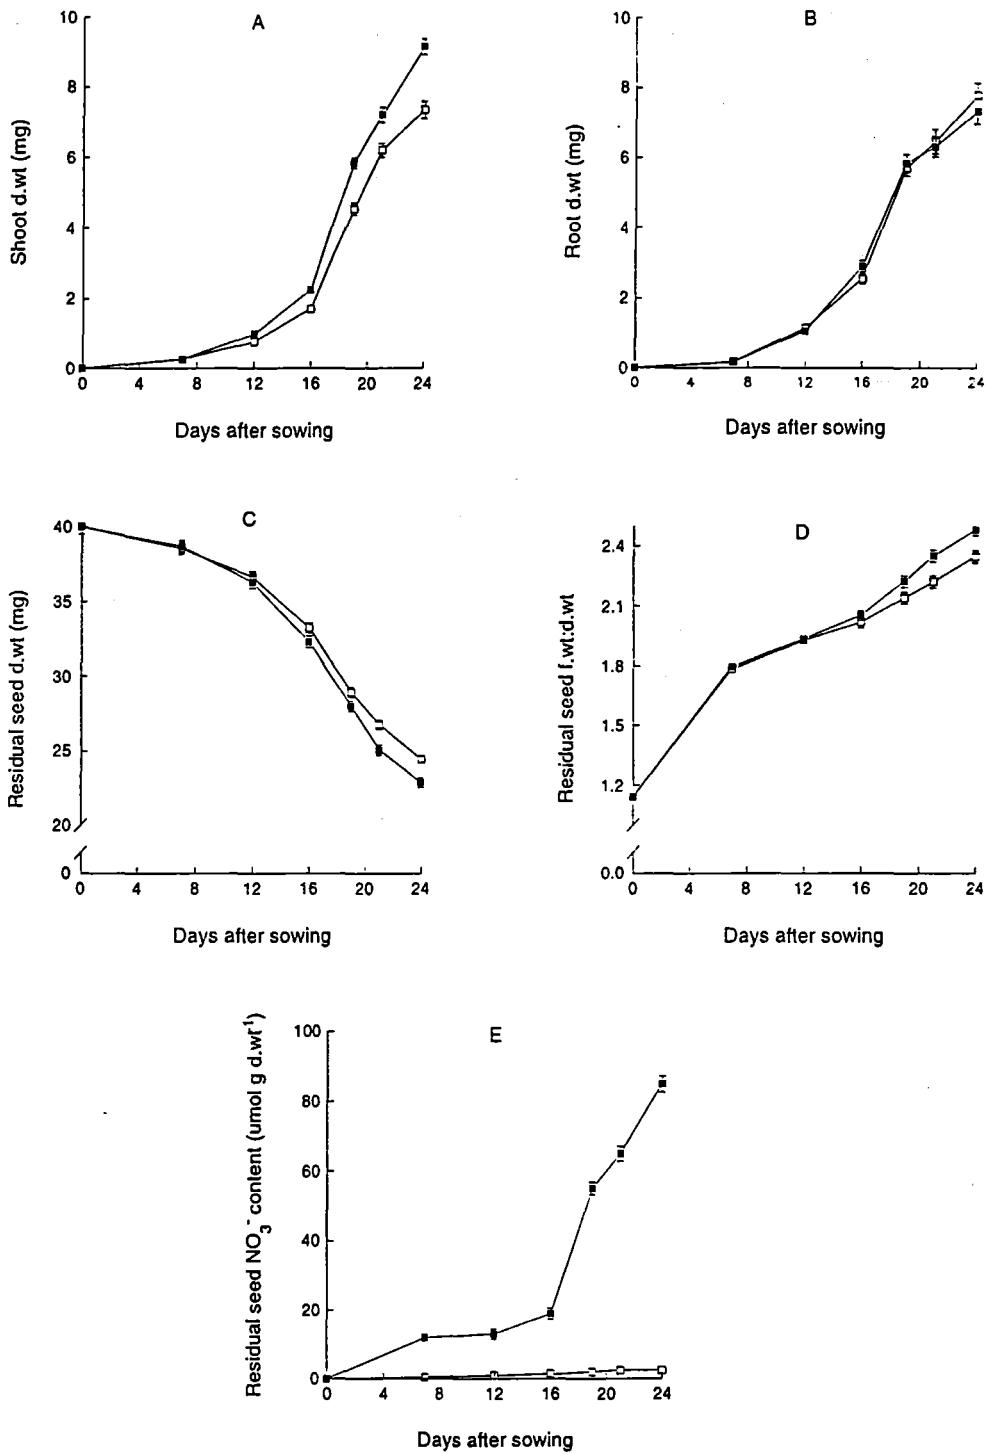 A
10
8
6
4
2
0
Shoot d.wt (mg)
0 4 8 12 16 20 24
Days after sowing
B
10
8
6
4
2
0
Root d.wt (mg)
0 4 8 12 16 20 24
Days after sowing
C
40
35
30
25
20
0
Residual seed d.wt (mg)
0 4 8 12 16 20 24
Days after sowing
D
2.4
2.1
1.8
1.5
1.2
0.0
Residual seed f.wt:d.wt
0 4 8 12 16 20 24
Days after sowing
E
100
80
60
40
20
0
Residual seed NO₃⁻ content (umol g d.wt⁻¹)
0 4 8 12 16 20 24
Days after sowing